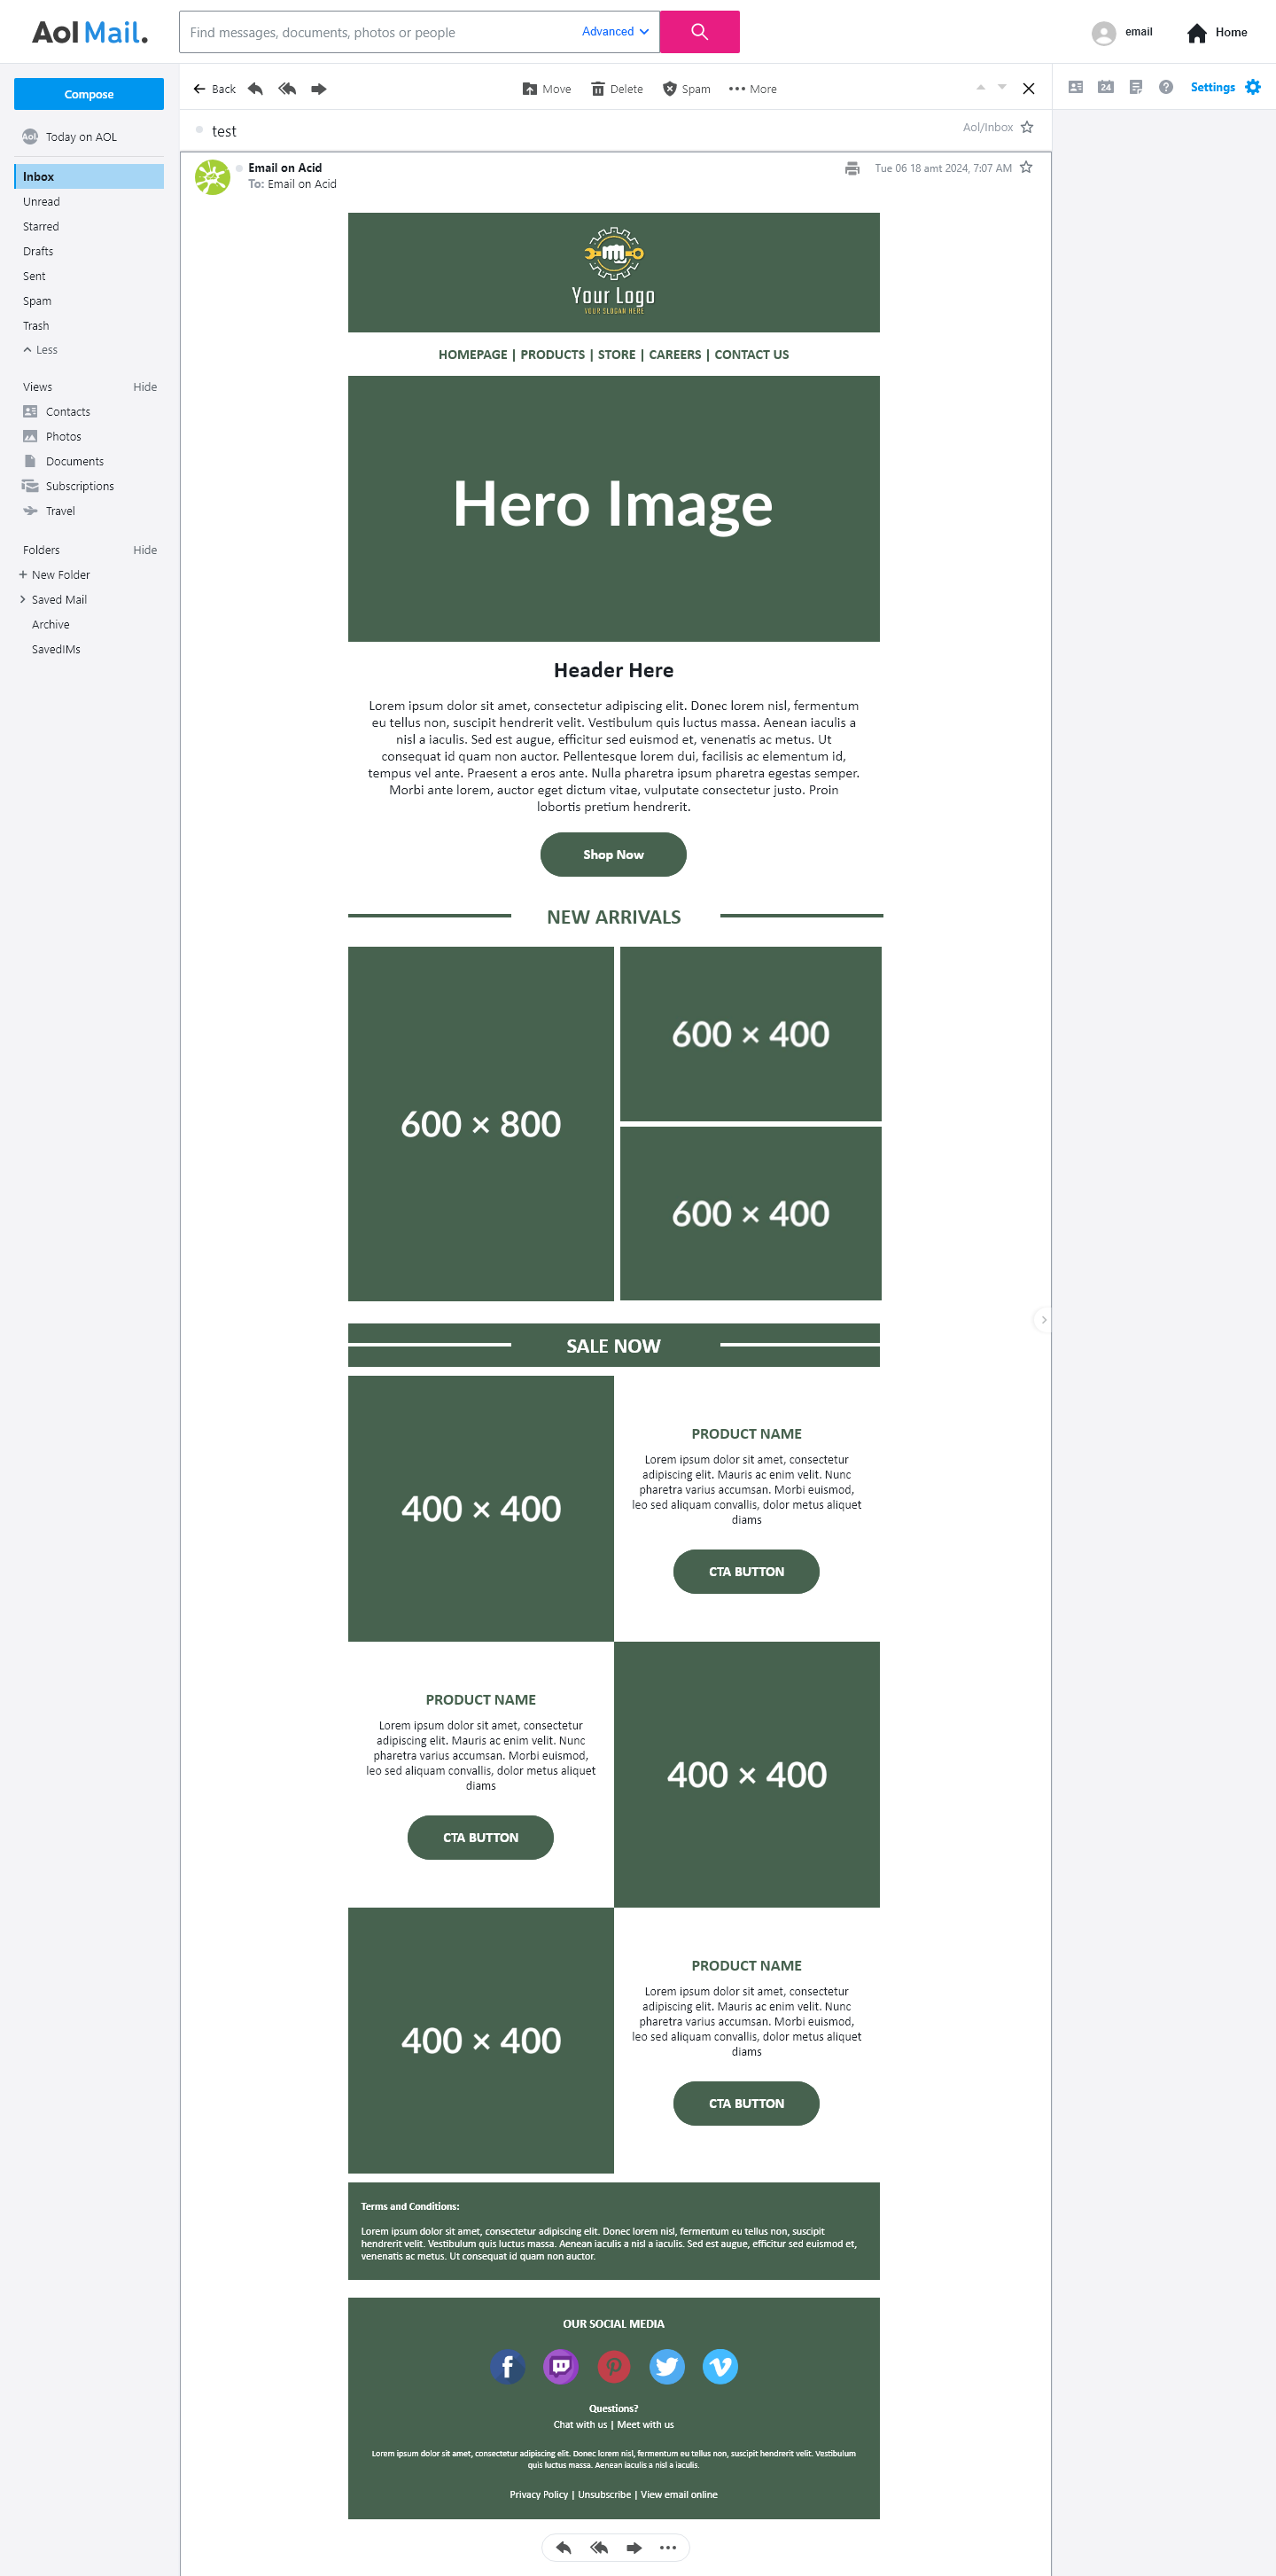 Aol Mail.
Find messages, documents, photos or people
Advanced
email
Home
Compose
Aol.
Today on AOL
Inbox
Unread
Starred
Drafts
Sent
Spam
Trash
Less
Views Hide
Contacts
Photos
Documents
Subscriptions
Travel
Folders Hide
New Folder
Saved Mail
Archive
SavedIMs
Back
Move
Delete
Spam
More
24
Settings
test
Aol/Inbox
Email on Acid
To: Email on Acid
Tue 06 18 amt 2024, 7:07 AM
Your Logo
YOUR SLOGAN HERE
HOMEPAGE | PRODUCTS | STORE | CAREERS | CONTACT US
Hero Image
Header Here
Lorem ipsum dolor sit amet, consectetur adipiscing elit. Donec lorem nisl, fermentum
eu tellus non, suscipit hendrerit velit. Vestibulum quis luctus massa. Aenean iaculis a
nisl a iaculis. Sed est augue, efficitur sed euismod et, venenatis ac metus. Ut
consequat id quam non auctor. Pellentesque lorem dui, facilisis ac elementum id,
tempus vel ante. Praesent a eros ante. Nulla pharetra ipsum pharetra egestas semper.
Morbi ante lorem, auctor eget dictum vitae, vulputate consectetur justo. Proin
lobortis pretium hendrerit.
Shop Now
NEW ARRIVALS
600 × 800
600 × 400
600 × 400
SALE NOW
400 × 400
PRODUCT NAME
Lorem ipsum dolor sit amet, consectetur
adipiscing elit. Mauris ac enim velit. Nunc
pharetra varius accumsan. Morbi euismod,
leo sed aliquam convallis, dolor metus aliquet
diams
CTA BUTTON
PRODUCT NAME
Lorem ipsum dolor sit amet, consectetur
adipiscing elit. Mauris ac enim velit. Nunc
pharetra varius accumsan. Morbi euismod,
leo sed aliquam convallis, dolor metus aliquet
diams
CTA BUTTON
400 × 400
400 × 400
PRODUCT NAME
Lorem ipsum dolor sit amet, consectetur
adipiscing elit. Mauris ac enim velit. Nunc
pharetra varius accumsan. Morbi euismod,
leo sed aliquam convallis, dolor metus aliquet
diams
CTA BUTTON
Terms and Conditions:
Lorem ipsum dolor sit amet, consectetur adipiscing elit. Donec lorem nisl, fermentum eu tellus non, suscipit
hendrerit velit. Vestibulum quis luctus massa. Aenean iaculis a nisl a iaculis. Sed est augue, efficitur sed euismod et,
venenatis ac metus. Ut consequat id quam non auctor.
OUR SOCIAL MEDIA
Questions?
Chat with us | Meet with us
Lorem ipsum dolor sit amet, consectetur adipiscing elit. Donec lorem nisl, fermentum eu tellus non, suscipit hendrerit velit. Vestibulum
quis luctus massa. Aenean iaculis a nisl a iaculis.
Privacy Policy | Unsubscribe | View email online